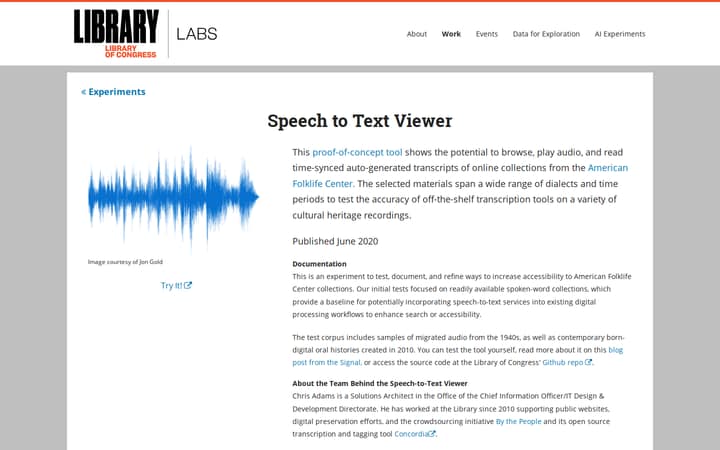 LIBRARY
LIBRARY
OF CONGRESS
LABS
About Work Events Data for Exploration AI Experiments
« Experiments
Speech to Text Viewer
This proof-of-concept tool shows the potential to browse, play audio, and read
time-synced auto-generated transcripts of online collections from the American
Folklife Center. The selected materials span a wide range of dialects and time
periods to test the accuracy of off-the-shelf transcription tools on a variety of
cultural heritage recordings.
Published June 2020
Image courtesy of Jon Gold
Try It!
Documentation
This is an experiment to test, document, and refine ways to increase accessibility to American Folklife
Center collections. Our initial tests focused on readily available spoken-word collections, which
provide a baseline for potentially incorporating speech-to-text services into existing digital
processing workflows to enhance search or accessibility.
The test corpus includes samples of migrated audio from the 1940s, as well as contemporary born-
digital oral histories created in 2010. You can test the tool yourself, read more about it on this blog
post from the Signal, or access the source code at the Library of Congress' Github repo.
About the Team Behind the Speech-to-Text Viewer
Chris Adams is a Solutions Architect in the Office of the Chief Information Officer/IT Design &
Development Directorate. He has worked at the Library since 2010 supporting public websites,
digital preservation efforts, and the crowdsourcing initiative By the People and its open source
transcription and tagging tool Concordia.